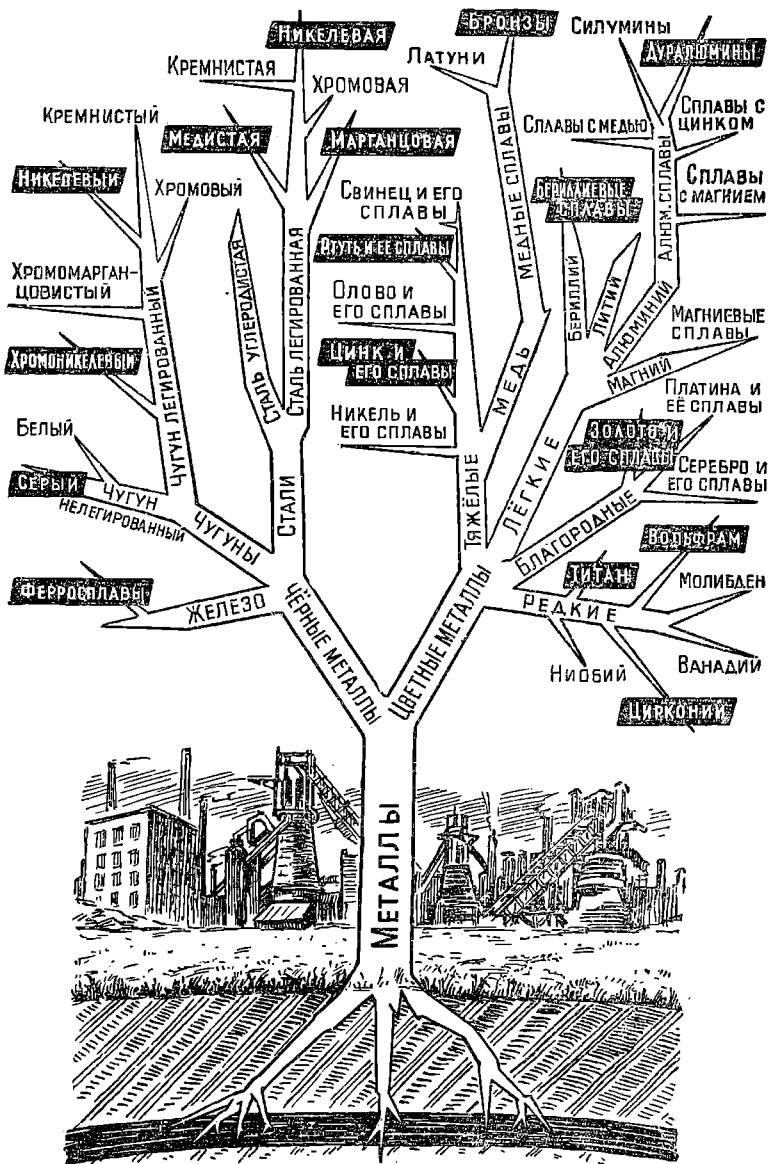 Никелевая
Бронзы
Силумины
Дуралюмины
Кремнистая
Латуни
Хромовая
Кремнистый
Медистая
Марганцовая
Сплавы с медью
Сплавы с
цинком
Никелевый
Хромовый
Свинец и его
сплавы
Бериллиевые
сплавы
Сплавы
с магнием
Ртуть и её сплавы
Хромомарган-
цовистый
Олово и
его сплавы
Магниевые
сплавы
Хромоникелевый
Цинк и
его сплавы
Платина и
её сплавы
Белый
Никель и
его сплавы
Золото и
его сплавы
Серый
Серебро и
его сплавы
Чугун легированный
Сталь углеродистая
Сталь легированная
Медные сплавы
Медь
Бериллий
Литий
Алюм. сплавы
Алюминий
Магний
Чугун
нелегированный
Чугуны
Стали
Тяжёлые
Лёгкие
Благородные
Вольфрам
Ферросплавы
Железо
Титан
Молибден
Редкие
Ниобий
Ванадий
Цирконий
Чёрные металлы
Цветные металлы
Металлы